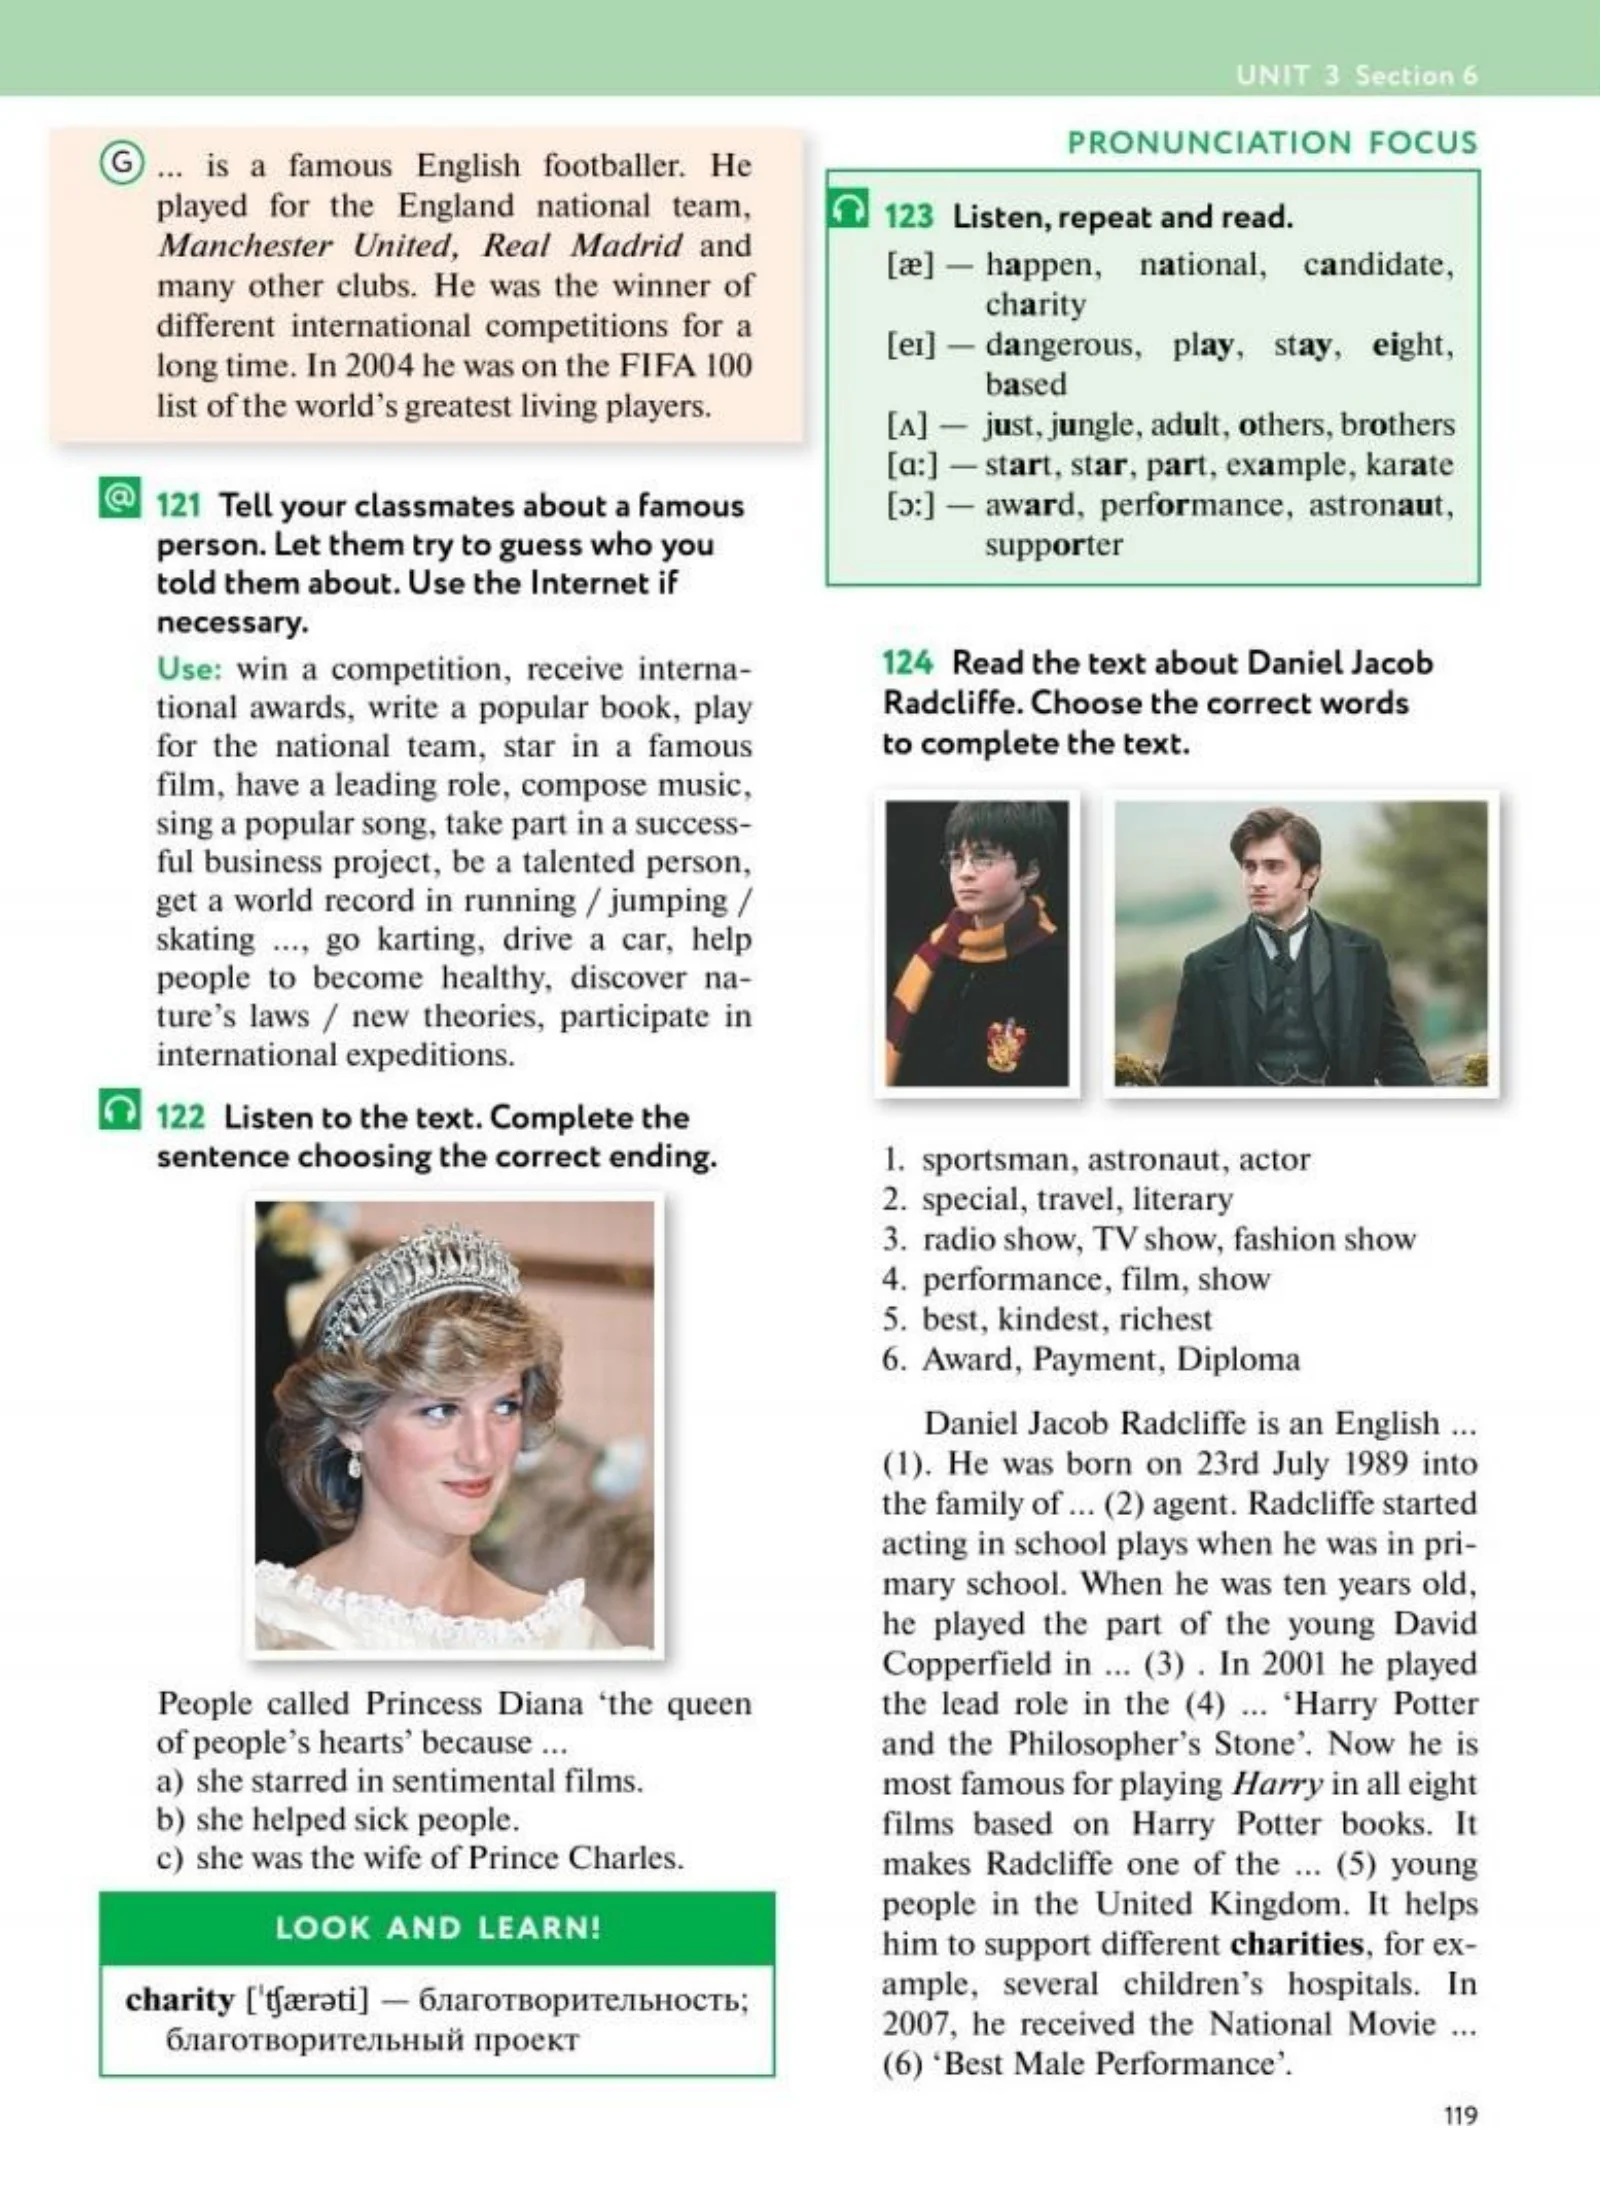 UNIT 3 Section 6
G ... is a famous English footballer. He
played for the England national team,
Manchester United, Real Madrid and
many other clubs. He was the winner of
different international competitions for a
long time. In 2004 he was on the FIFA 100
list of the world's greatest living players.
@ 121 Tell your classmates about a famous
person. Let them try to guess who you
told them about. Use the Internet if
necessary.
Use: win a competition, receive interna-
tional awards, write a popular book, play
for the national team, star in a famous
film, have a leading role, compose music,
sing a popular song, take part in a success-
ful business project, be a talented person,
get a world record in running / jumping /
skating ..., go karting, drive a car, help
people to become healthy, discover na-
ture's laws / new theories, participate in
international expeditions.
122 Listen to the text. Complete the
sentence choosing the correct ending.
People called Princess Diana ‘the queen
of people’s hearts’ because ...
a) she starred in sentimental films.
b) she helped sick people.
c) she was the wife of Prince Charles.
LOOK AND LEARN!
charity [ˈʧærəti] — благотворительность;
благотворительный проект
PRONUNCIATION FOCUS
123 Listen, repeat and read.
[æ] — happen, national, candidate,
charity
[eɪ] — dangerous, play, stay, eight,
based
[ʌ] — just, jungle, adult, others, brothers
[ɑ:] — start, star, part, example, karate
[ɔ:] — award, performance, astronaut,
supporter
124 Read the text about Daniel Jacob
Radcliffe. Choose the correct words
to complete the text.
1. sportsman, astronaut, actor
2. special, travel, literary
3. radio show, TV show, fashion show
4. performance, film, show
5. best, kindest, richest
6. Award, Payment, Diploma
Daniel Jacob Radcliffe is an English ...
(1). He was born on 23rd July 1989 into
the family of ... (2) agent. Radcliffe started
acting in school plays when he was in pri-
mary school. When he was ten years old,
he played the part of the young David
Copperfield in ... (3) . In 2001 he played
the lead role in the (4) ... ‘Harry Potter
and the Philosopher’s Stone’. Now he is
most famous for playing Harry in all eight
films based on Harry Potter books. It
makes Radcliffe one of the ... (5) young
people in the United Kingdom. It helps
him to support different charities, for ex-
ample, several children’s hospitals. In
2007, he received the National Movie ...
(6) ‘Best Male Performance’.
119